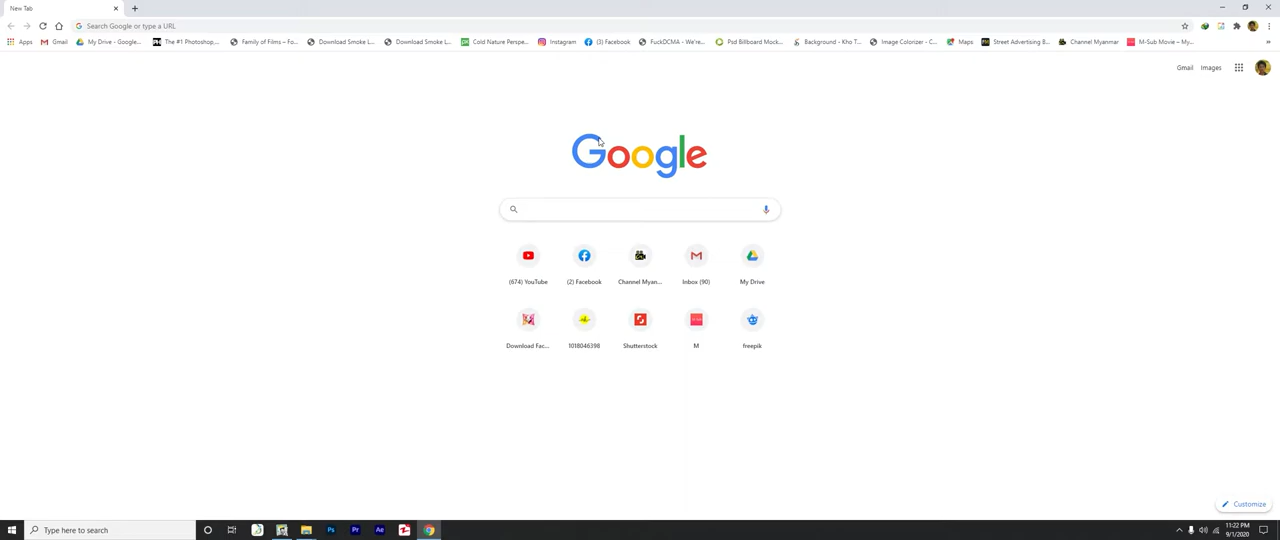 New Tab
Search Google or type a URL
Apps Gmail My Drive - Google... The #1 Photoshop ... Family of Films – Fo... Download Smoke L... Download Smoke L... Cold Nature Perspe... Instagram (3) Facebook FuckDCMA - We're... Psd Billboard Mock... Background - Kho T... Image Colorizer - C... Maps Street Advertising B... Channel Myanmar M-Sub Movie – My...
Gmail Images
Google
(674) YouTube (2) Facebook Channel Myan... Inbox (90) My Drive
Download Fac... 1018046398 Shutterstock M freepik
Customize
Type here to search
11:22 PM
9/1/2020